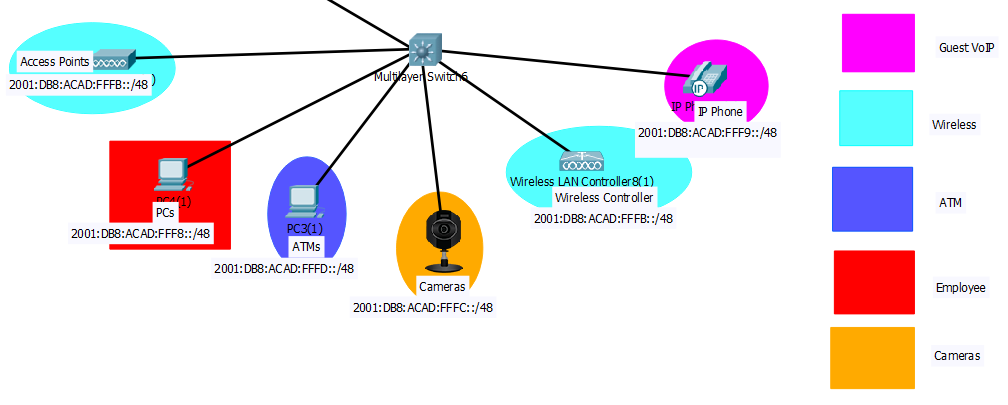 Access Points
2001:DB8:ACAD:FFFB::/48
Multilayer Switch6
IP
IP Phone
2001:DB8:ACAD:FFF9::/48
PCs
2001:DB8:ACAD:FFF8::/48
PC3(1)
ATMs
2001:DB8:ACAD:FFFD::/48
Cameras
2001:DB8:ACAD:FFFC::/48
Wireless LAN Controller8(1)
Wireless Controller
2001:DB8:ACAD:FFFB::/48
Guest VoIP
Wireless
ATM
Employee
Cameras